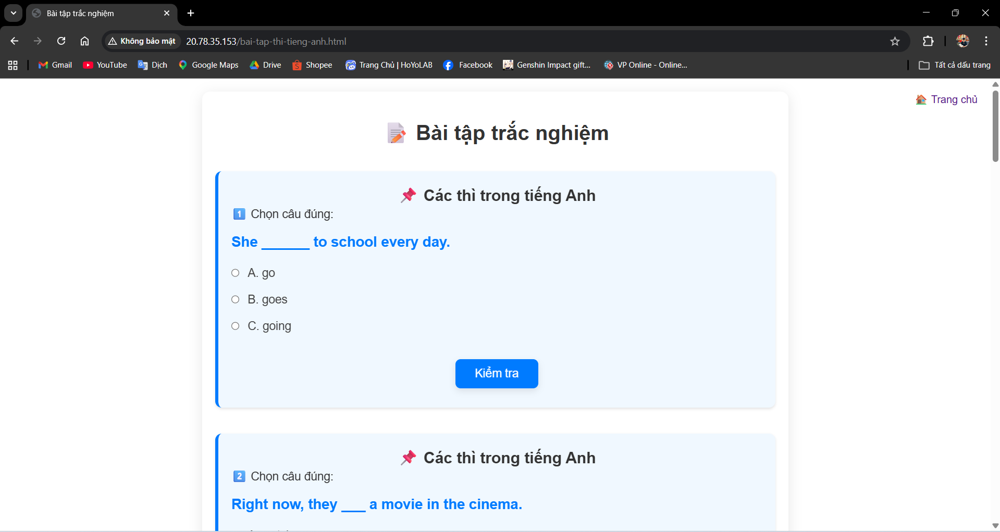 Bài tập trắc nghiệm
Không bảo mật 20.78.35.153/bai-tap-thi-tieng-anh.html
Gmail YouTube Dịch Google Maps Drive Shopee Trang Chủ | HoYoLAB Facebook Genshin Impact gift... VP Online - Online... Tất cả dấu trang
Trang chủ
Bài tập trắc nghiệm
Các thì trong tiếng Anh
1 Chọn câu đúng:
She ______ to school every day.
A. go
B. goes
C. going
Kiểm tra
Các thì trong tiếng Anh
2 Chọn câu đúng:
Right now, they ___ a movie in the cinema.